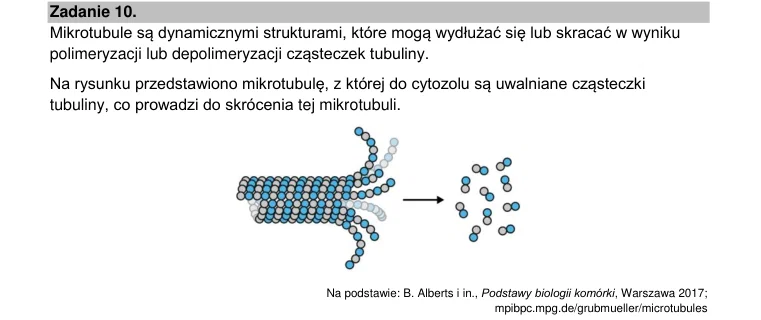 Zadanie 10.
Mikrotubule są dynamicznymi strukturami, które mogą wydłużać się lub skracać w wyniku
polimeryzacji lub depolimeryzacji cząsteczek tubuliny.
Na rysunku przedstawiono mikrotubulę, z której do cytozolu są uwalniane cząsteczki
tubuliny, co prowadzi do skrócenia tej mikrotubuli.
Na podstawie: B. Alberts i in., Podstawy biologii komórki, Warszawa 2017;
mpibpc.mpg.de/grubmueller/microtubules